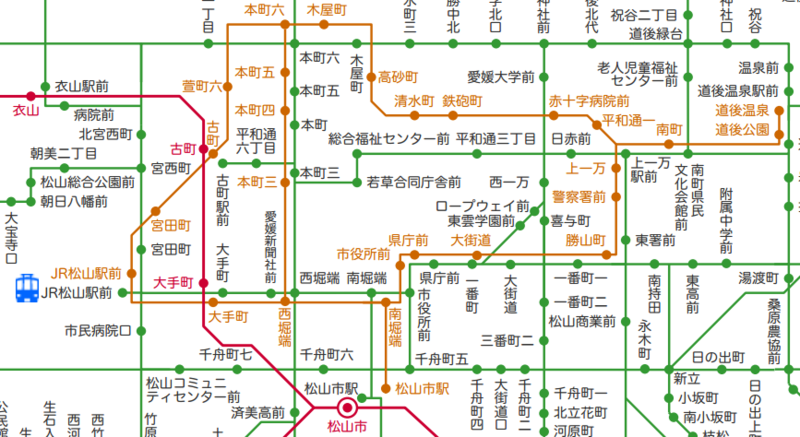 一丁目
本町六
木屋町
水町三
勝中北
学北口
神社前
後北代
祝谷二丁目
道後緑台
神社口
祝谷
本町六
木屋町
衣山駅前
衣山
病院前
萱町六
本町五
本町五
高砂町
愛媛大学前
老人児童福祉
センター前
温泉前
道後温泉駅前
道後温泉
道後公園
北宮西町
古町
古町
本町四
本町
清水町
鉄砲町
赤十字病院前
平和通一
南町
平和通
六丁目
総合福祉センター前
平和通三丁目
日赤前
朝美二丁目
宮西町
松山総合公園前
朝日八幡前
大宝寺口
古町駅前
本町三
本町三
若草合同庁舎前
西一万
上一万
上一万
駅前
警察署前
南町県民
文化会館前
附属中学前
宮田町
宮田町
大手町
愛媛新聞社前
ロープウェイ前
東雲学園前
喜与町
県庁前
大街道
市役所前
勝山町
東署前
JR松山駅前
JR松山駅前
大手町
西堀端
南堀端
県庁前
一番町
大街道
一番町一
一番町二
南持田
東高前
湯渡町
市民病院口
大手町
西堀端
南堀端
市役所前
松山商業前
三番町二
永木町
桑原農協前
千舟町七
千舟町六
千舟町五
日の出町
松山コミュニ
ティセンター前
松山市駅
松山市駅
済美高前
松山市
千舟町四
大街道口
千舟町二
千舟町一
北立花町
河原町
新立
小坂町
南小坂町
枝松
日の出上町
公民館
生
生石入
西河
西竹
竹原
土